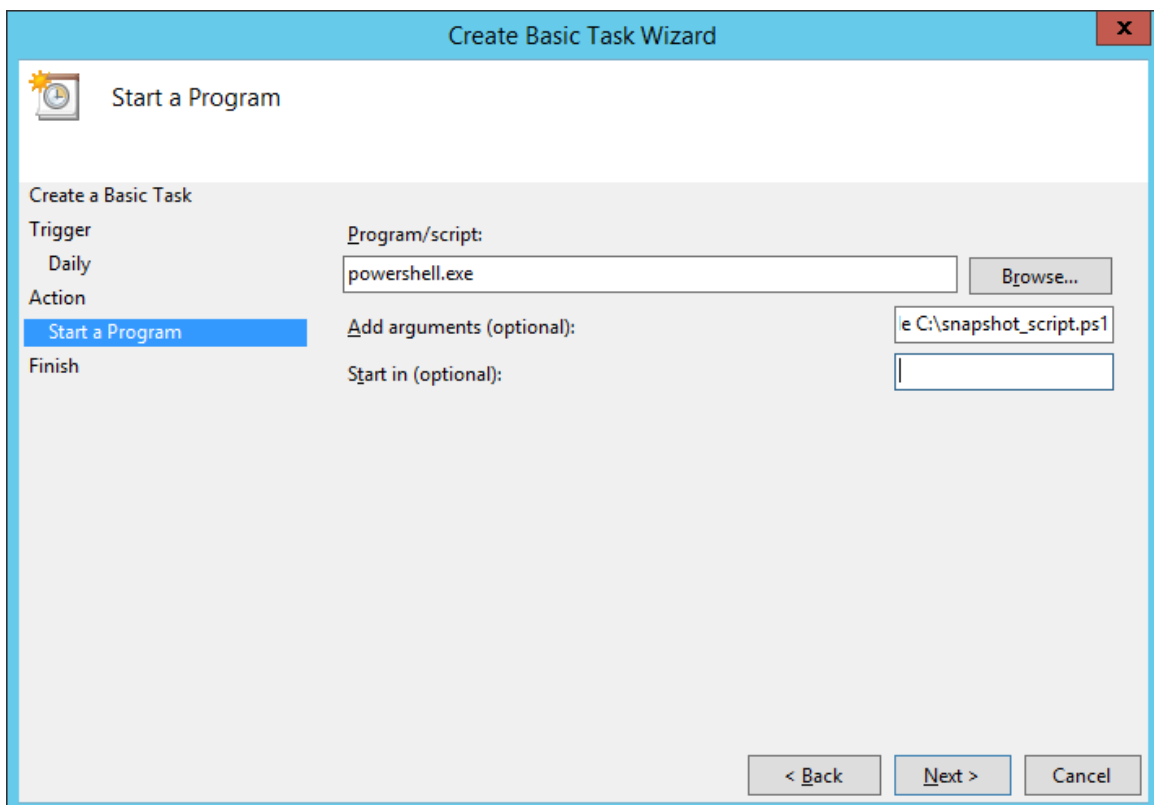 Create Basic Task Wizard
x
Start a Program
Create a Basic Task
Trigger
Daily
Action
Start a Program
Finish
Program/script:
powershell.exe
Browse...
Add arguments (optional):
le C:\snapshot_script.ps1
Start in (optional):
< Back
Next >
Cancel